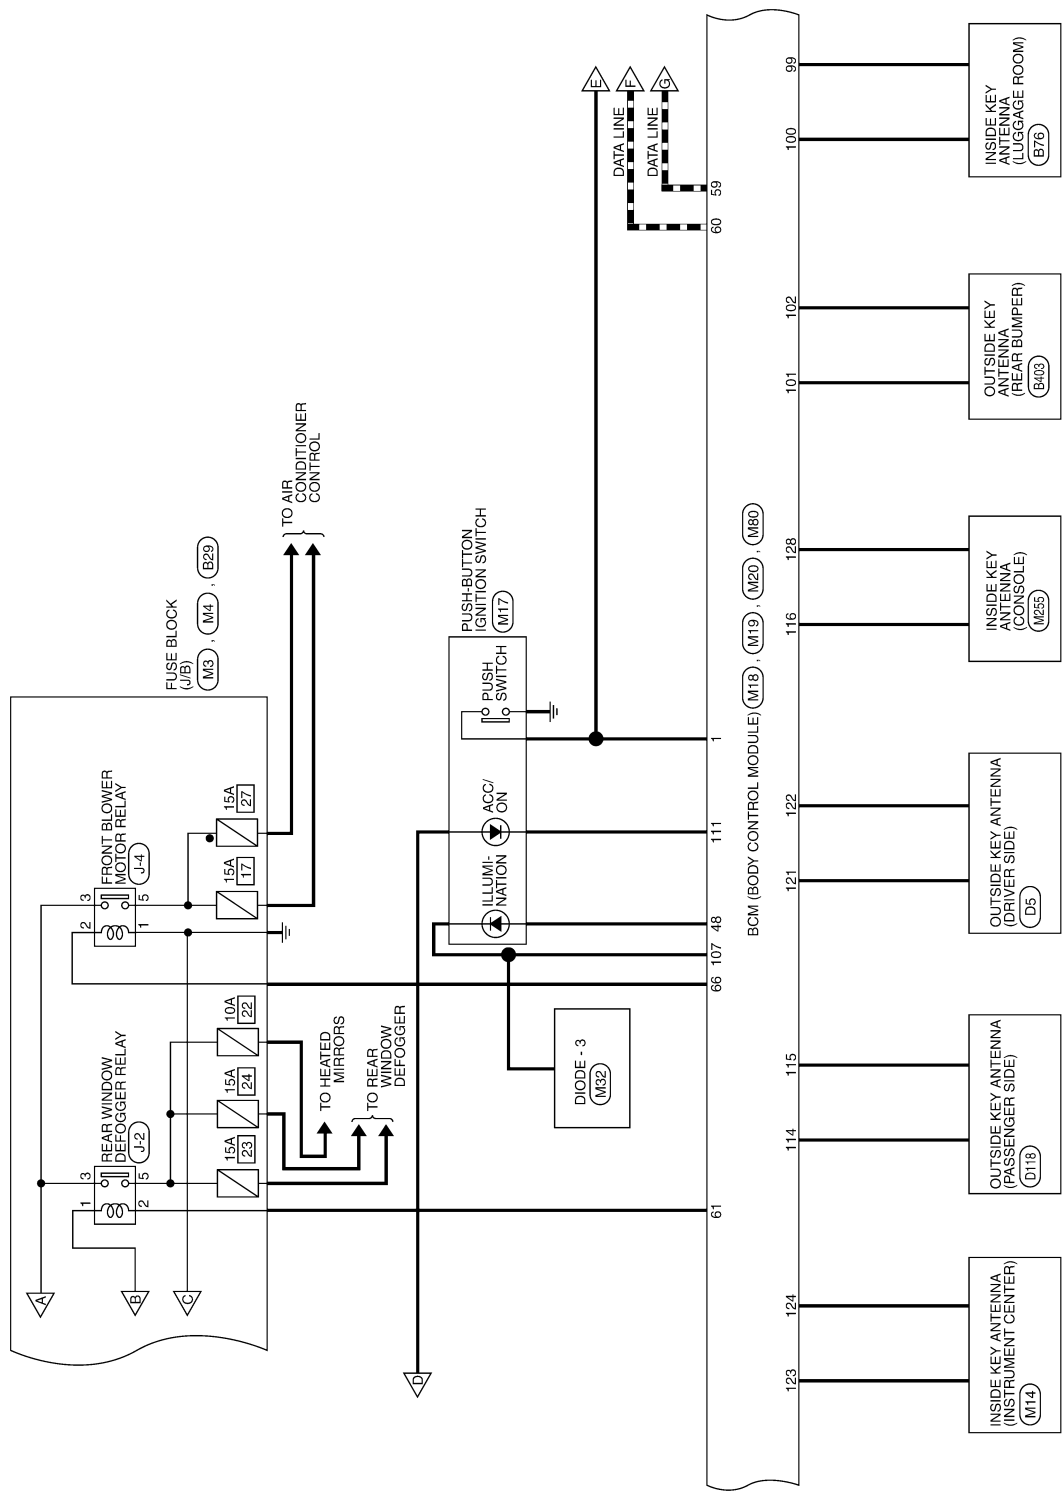 A
B
C
REAR WINDOW
DEFOGGER RELAY
J-2
3
5
1
2
15A
23
15A
24
10A
22
FRONT BLOWER
MOTOR RELAY
J-4
3
5
2
1
15A
17
15A
27
FUSE BLOCK
(J/B)
M3 , M4 , B29
TO HEATED
MIRRORS
TO REAR
WINDOW
DEFOGGER
TO AIR
CONDITIONER
CONTROL
D
DIODE - 3
M32
ILLUMI-
NATION
ACC/
ON
PUSH
SWITCH
PUSH-BUTTON
IGNITION SWITCH
M17
E
F
G
DATA LINE
DATA LINE
61
66
107
48
111
1
60
59
BCM (BODY CONTROL MODULE) M18 , M19 , M20 , M80
123
124
114
115
121
122
116
128
101
102
100
99
INSIDE KEY ANTENNA
(INSTRUMENT CENTER)
M14
OUTSIDE KEY ANTENNA
(PASSENGER SIDE)
D118
OUTSIDE KEY ANTENNA
(DRIVER SIDE)
D5
INSIDE KEY
ANTENNA
(CONSOLE)
M255
OUTSIDE KEY
ANTENNA
(REAR BUMPER)
B403
INSIDE KEY
ANTENNA
(LUGGAGE ROOM)
B76